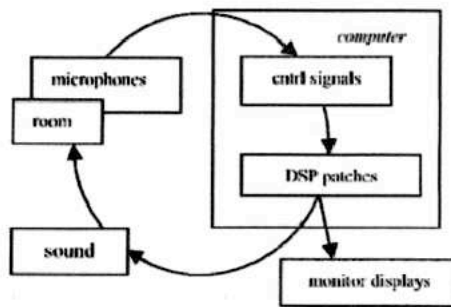 computer
microphones
cntrl signals
room
DSP patches
sound
monitor displays